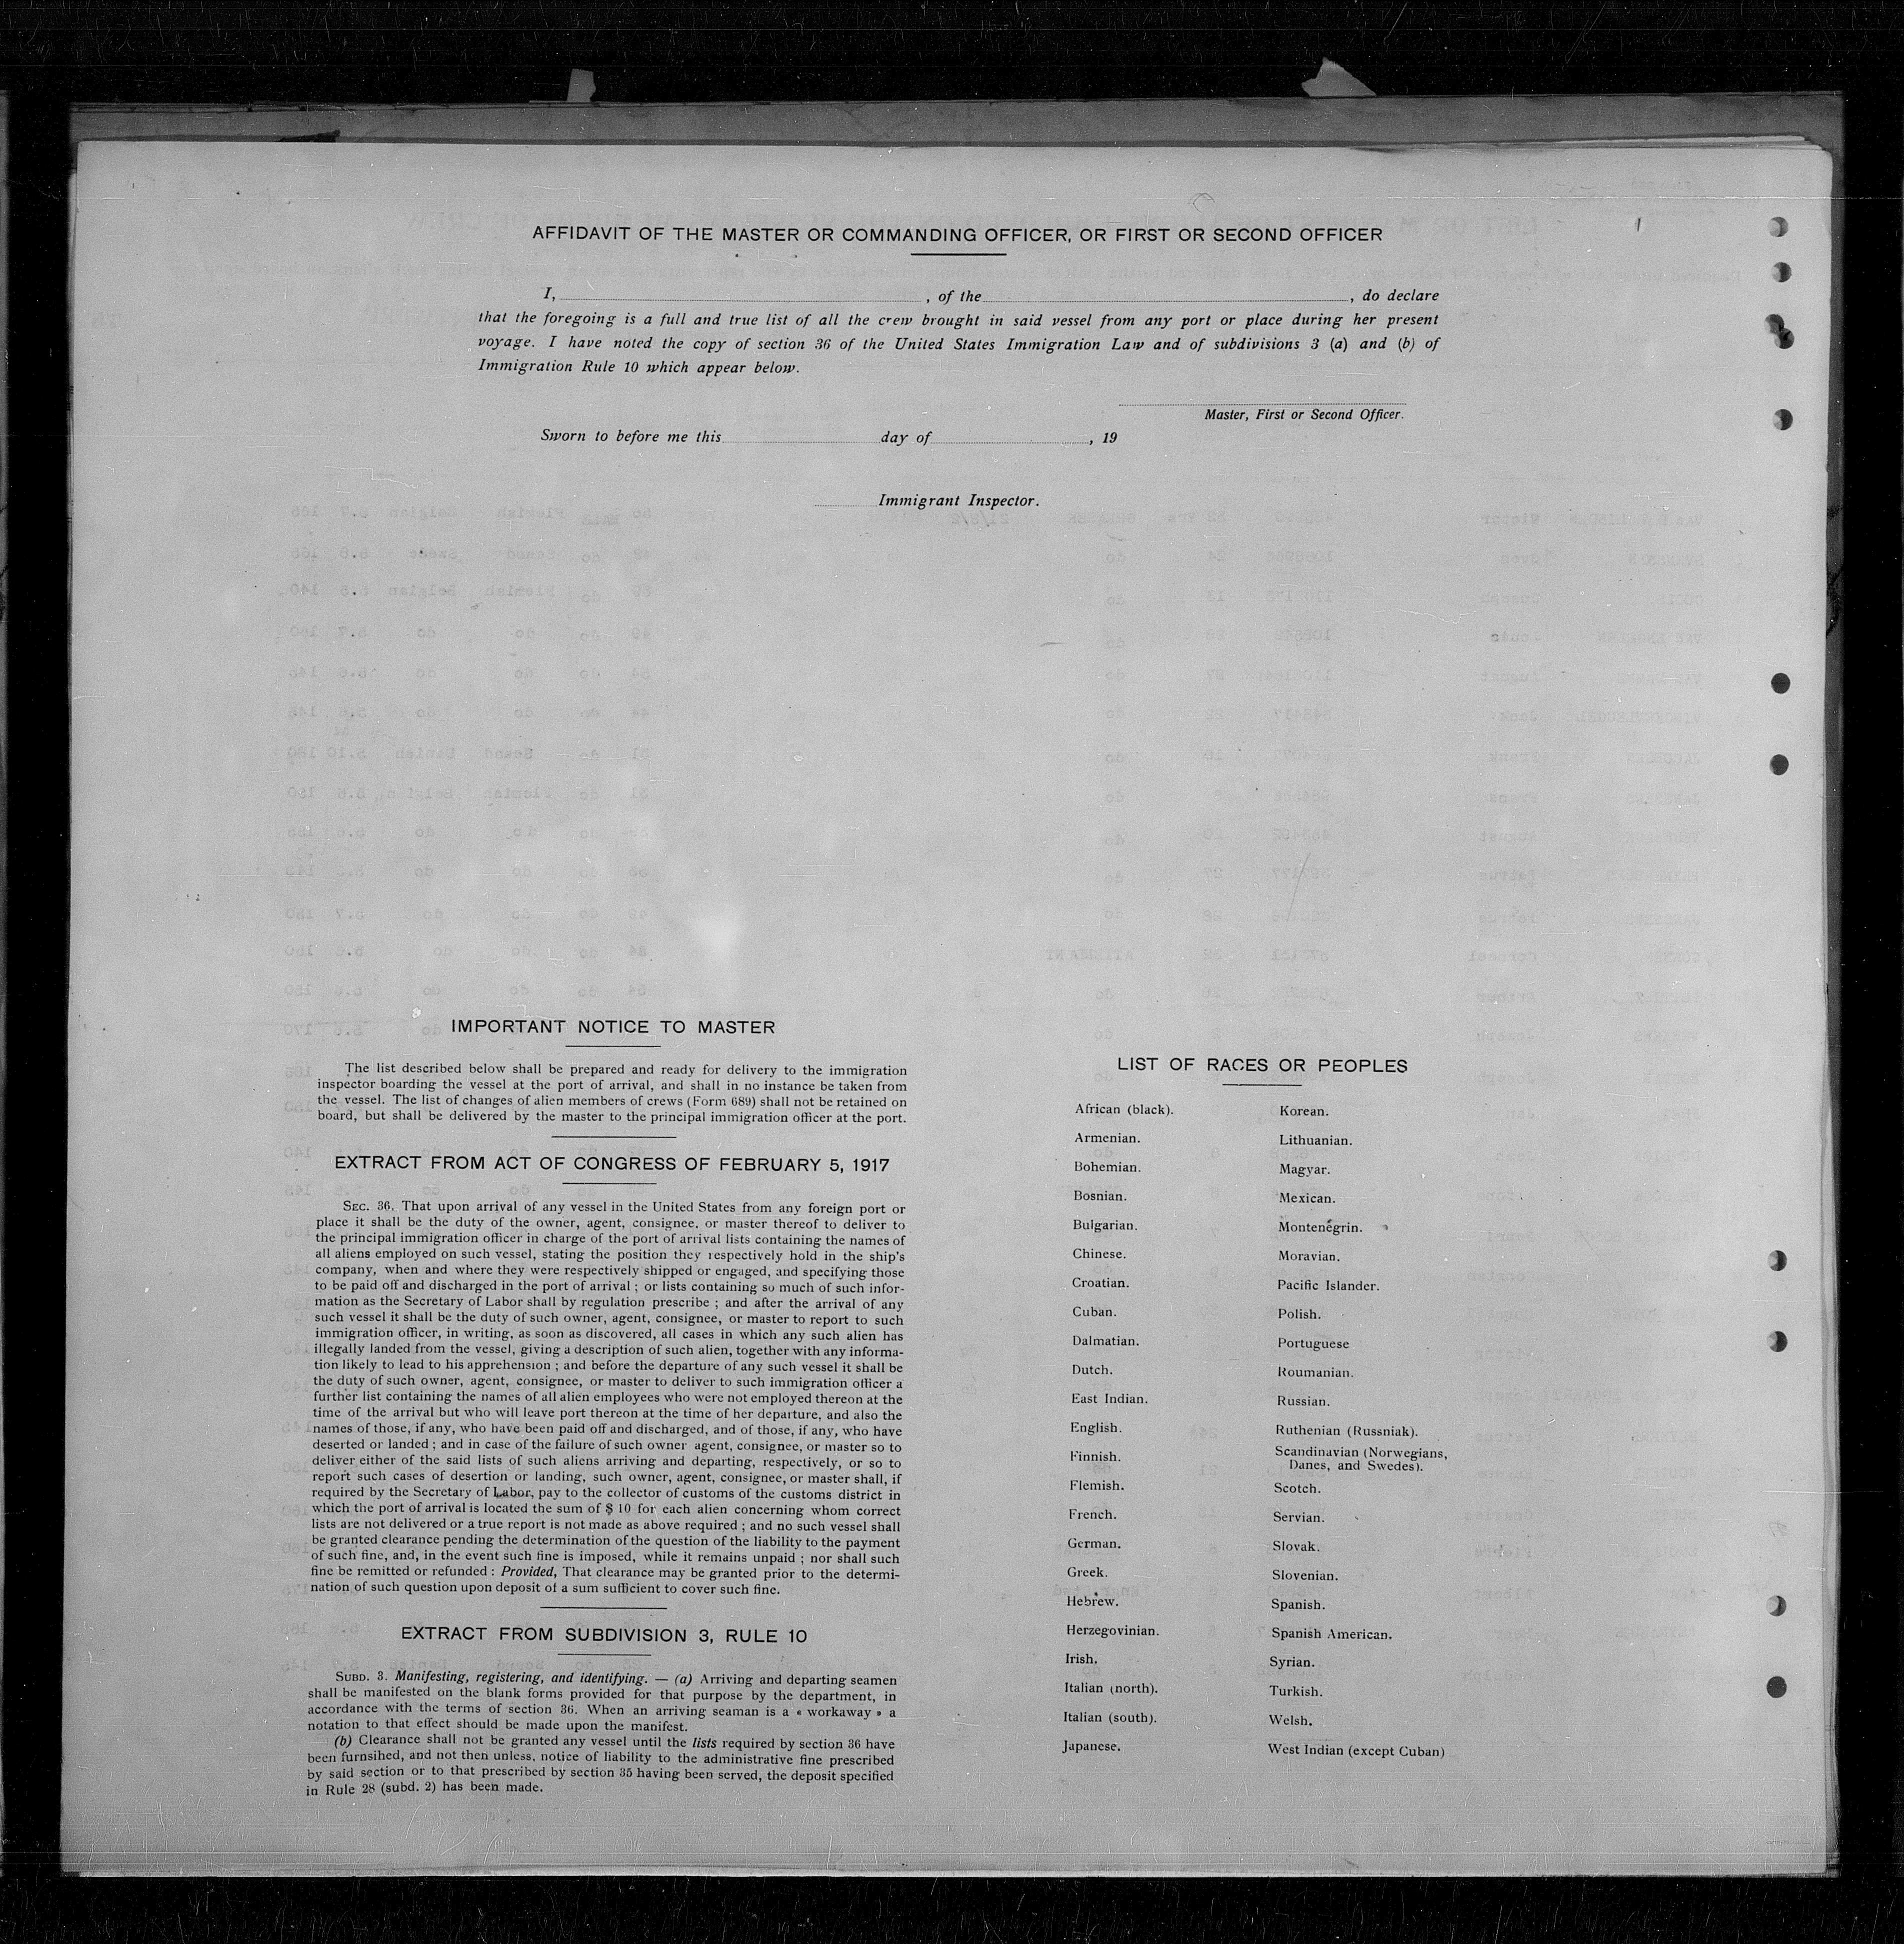 AFFIDAVIT OF THE MASTER OR COMMANDING OFFICER, OR FIRST OR SECOND OFFICER
I, , of the , do declare
that the foregoing is a full and true list of all the crew brought in said vessel from any port or place during her present
voyage. I have noted the copy of section 36 of the United States Immigration Law and of subdivisions 3 (a) and (b) of
Immigration Rule 10 which appear below.
Master, First or Second Officer.
Sworn to before me this day of , 19
Immigrant Inspector.
IMPORTANT NOTICE TO MASTER
The list described below shall be prepared and ready for delivery to the immigration
inspector boarding the vessel at the port of arrival, and shall in no instance be taken from
the vessel. The list of changes of alien members of crews (Form 689) shall not be retained on
board, but shall be delivered by the master to the principal immigration officer at the port.
EXTRACT FROM ACT OF CONGRESS OF FEBRUARY 5, 1917
SEC. 36. That upon arrival of any vessel in the United States from any foreign port or
place it shall be the duty of the owner, agent, consignee, or master thereof to deliver to
the principal immigration officer in charge of the port of arrival lists containing the names of
all aliens employed on such vessel, stating the position they respectively hold in the ship's
company, when and where they were respectively shipped or engaged, and specifying those
to be paid off and discharged in the port of arrival ; or lists containing so much of such infor-
mation as the Secretary of Labor shall by regulation prescribe ; and after the arrival of any
such vessel it shall be the duty of such owner, agent, consignee, or master to report to such
immigration officer, in writing, as soon as discovered, all cases in which any such alien has
illegally landed from the vessel, giving a description of such alien, together with any informa-
tion likely to lead to his apprehension ; and before the departure of any such vessel it shall be
the duty of such owner, agent, consignee, or master to deliver to such immigration officer a
further list containing the names of all alien employees who were not employed thereon at the
time of the arrival but who will leave port thereon at the time of her departure, and also the
names of those, if any, who have been paid off and discharged, and of those, if any, who have
deserted or landed ; and in case of the failure of such owner agent, consignee, or master so to
deliver either of the said lists of such aliens arriving and departing, respectively, or so to
report such cases of desertion or landing, such owner, agent, consignee, or master shall, if
required by the Secretary of Labor, pay to the collector of customs of the customs district in
which the port of arrival is located the sum of $ 10 for each alien concerning whom correct
lists are not delivered or a true report is not made as above required ; and no such vessel shall
be granted clearance pending the determination of the question of the liability to the payment
of such fine, and, in the event such fine is imposed, while it remains unpaid ; nor shall such
fine be remitted or refunded : Provided, That clearance may be granted prior to the determi-
nation of such question upon deposit of a sum sufficient to cover such fine.
EXTRACT FROM SUBDIVISION 3, RULE 10
SUBD. 3. Manifesting, registering, and identifying. — (a) Arriving and departing seamen
shall be manifested on the blank forms provided for that purpose by the department, in
accordance with the terms of section 36. When an arriving seaman is a « workaway » a
notation to that effect should be made upon the manifest.
(b) Clearance shall not be granted any vessel until the lists required by section 36 have
been furnsihed, and not then unless, notice of liability to the administrative fine prescribed
by said section or to that prescribed by section 35 having been served, the deposit specified
in Rule 28 (subd. 2) has been made.
LIST OF RACES OR PEOPLES
African (black).
Armenian.
Bohemian.
Bosnian.
Bulgarian.
Chinese.
Croatian.
Cuban.
Dalmatian.
Dutch.
East Indian.
English.
Finnish.
Flemish.
French.
German.
Greek.
Hebrew.
Herzegovinian.
Irish.
Italian (north).
Italian (south).
Japanese.
Korean.
Lithuanian.
Magyar.
Mexican.
Montenegrin.
Moravian.
Pacific Islander.
Polish.
Portuguese
Roumanian.
Russian.
Ruthenian (Russniak).
Scandinavian (Norwegians,
Danes, and Swedes).
Scotch.
Servian.
Slovak.
Slovenian.
Spanish.
Spanish American.
Syrian.
Turkish.
Welsh.
West Indian (except Cuban)